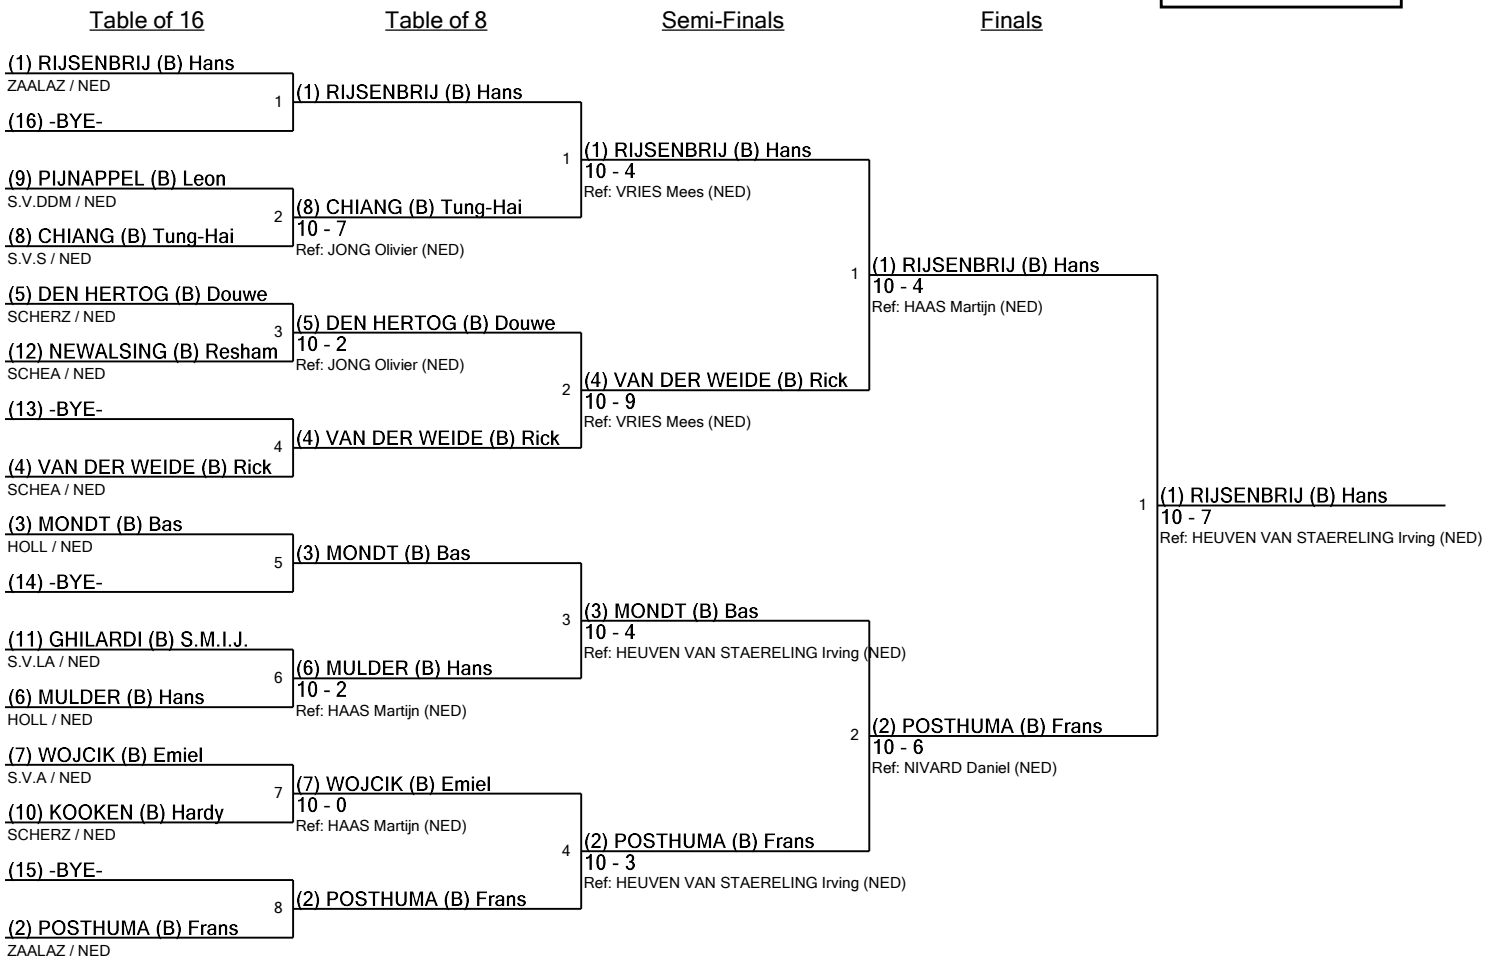 Table of 16
Table of 8
Semi-Finals
Finals
(1) RIJSENBRIJ (B) Hans
ZAALAZ / NED
(16) -BYE-
(9) PIJNAPPEL (B) Leon
S.V.DDM / NED
(8) CHIANG (B) Tung-Hai
S.V.S / NED
(5) DEN HERTOG (B) Douwe
SCHERZ / NED
(12) NEWALSING (B) Resham
SCHEA / NED
(13) -BYE-
(4) VAN DER WEIDE (B) Rick
SCHEA / NED
(3) MONDT (B) Bas
HOLL / NED
(14) -BYE-
(11) GHILARDI (B) S.M.I.J.
S.V.LA / NED
(6) MULDER (B) Hans
HOLL / NED
(7) WOJCIK (B) Emiel
S.V.A / NED
(10) KOOKEN (B) Hardy
SCHERZ / NED
(15) -BYE-
(2) POSTHUMA (B) Frans
ZAALAZ / NED
1
(1) RIJSENBRIJ (B) Hans
2
(8) CHIANG (B) Tung-Hai
10 - 7
Ref: JONG Olivier (NED)
3
(5) DEN HERTOG (B) Douwe
10 - 2
Ref: JONG Olivier (NED)
4
(4) VAN DER WEIDE (B) Rick
5
(3) MONDT (B) Bas
6
(6) MULDER (B) Hans
10 - 2
Ref: HAAS Martijn (NED)
7
(7) WOJCIK (B) Emiel
10 - 0
Ref: HAAS Martijn (NED)
8
(2) POSTHUMA (B) Frans
1
(1) RIJSENBRIJ (B) Hans
10 - 4
Ref: VRIES Mees (NED)
2
(4) VAN DER WEIDE (B) Rick
10 - 9
Ref: VRIES Mees (NED)
3
(3) MONDT (B) Bas
10 - 4
Ref: HEUVEN VAN STAERELING Irving (NED)
4
(2) POSTHUMA (B) Frans
10 - 3
Ref: HEUVEN VAN STAERELING Irving (NED)
1
(1) RIJSENBRIJ (B) Hans
10 - 4
Ref: HAAS Martijn (NED)
2
(2) POSTHUMA (B) Frans
10 - 6
Ref: NIVARD Daniel (NED)
1
(1) RIJSENBRIJ (B) Hans
10 - 7
Ref: HEUVEN VAN STAERELING Irving (NED)